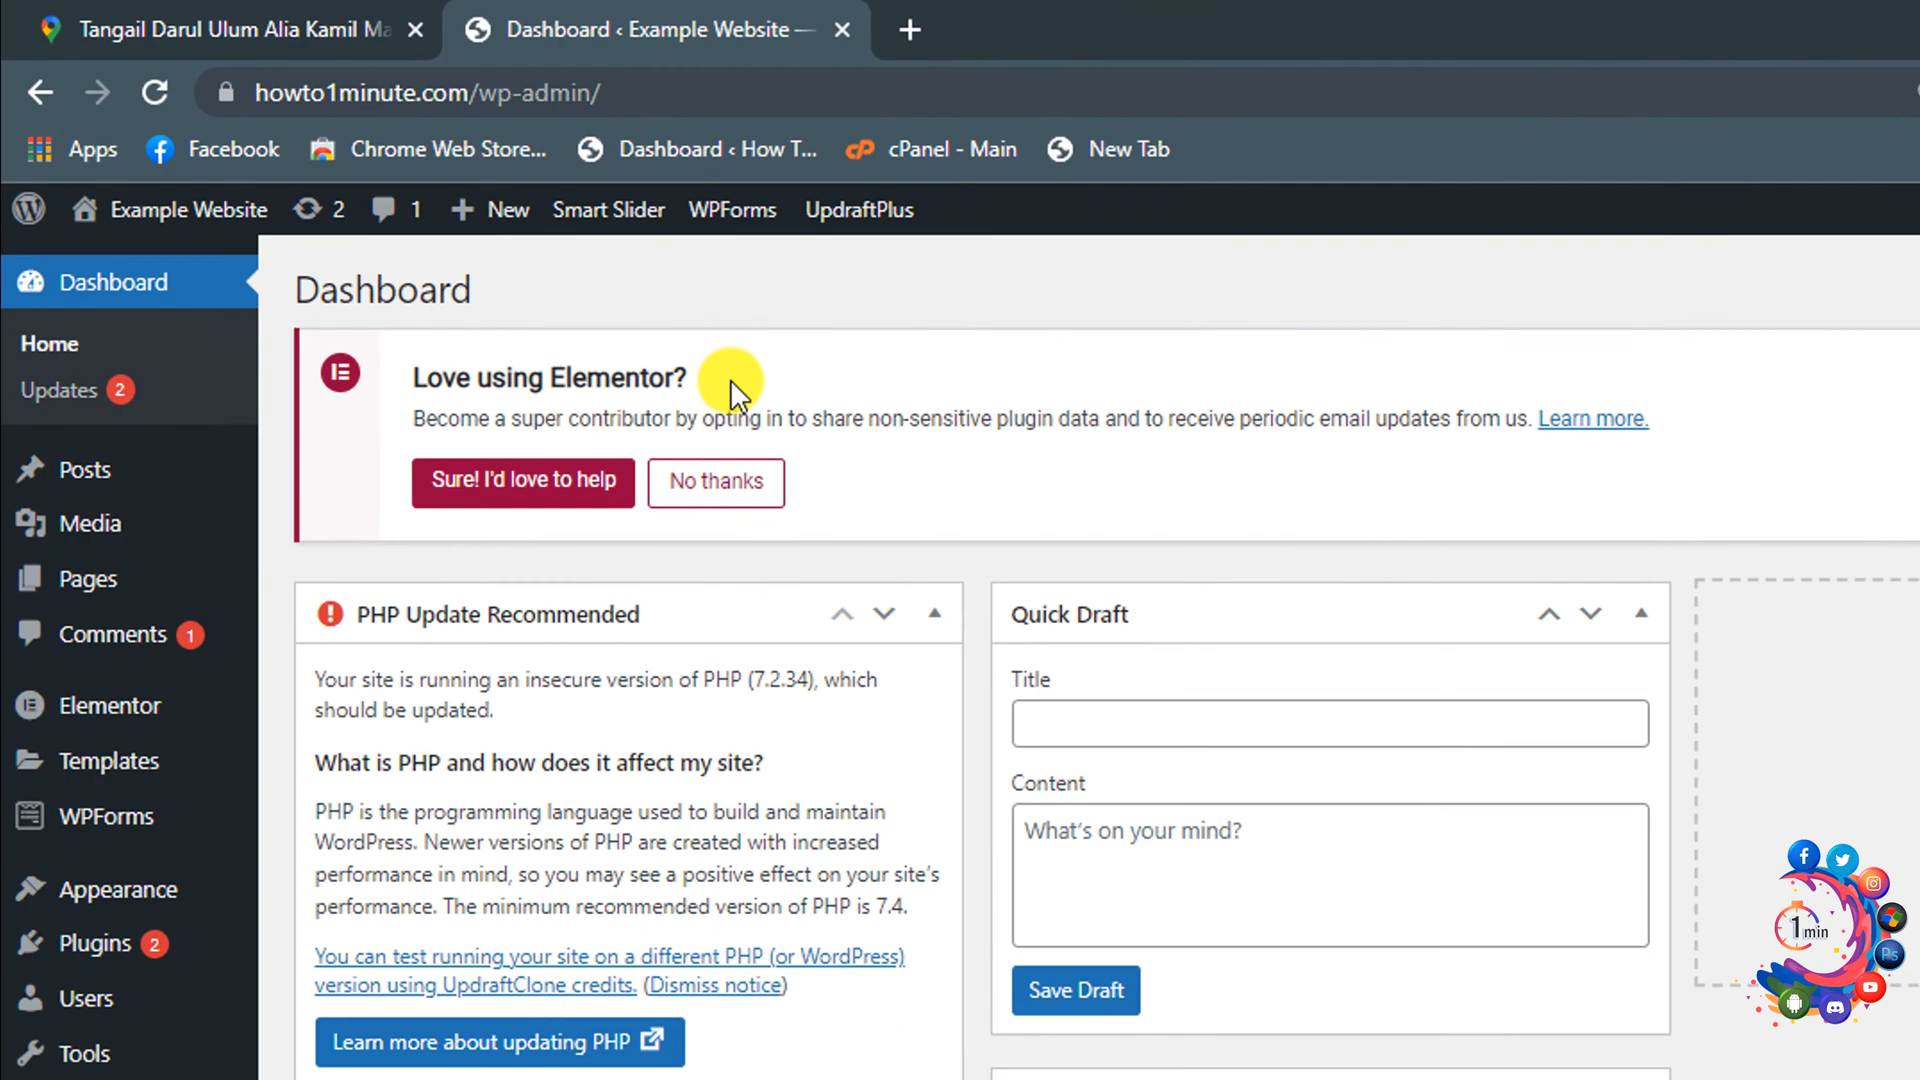 Tangail Darul Ulum Alia Kamil Ma
Dashboard ‹ Example Website —
howto1minute.com/wp-admin/
Apps Facebook Chrome Web Store... Dashboard ‹ How T... cPanel - Main New Tab
Example Website 2 1 New Smart Slider WPForms UpdraftPlus
Dashboard
Home
Updates 2
Posts
Media
Pages
Comments 1
Elementor
Templates
WPForms
Appearance
Plugins 2
Users
Tools
Dashboard
Love using Elementor?
Become a super contributor by opting in to share non-sensitive plugin data and to receive periodic email updates from us. Learn more.
Sure! I'd love to help No thanks
PHP Update Recommended
Your site is running an insecure version of PHP (7.2.34), which
should be updated.
What is PHP and how does it affect my site?
PHP is the programming language used to build and maintain
WordPress. Newer versions of PHP are created with increased
performance in mind, so you may see a positive effect on your site's
performance. The minimum recommended version of PHP is 7.4.
You can test running your site on a different PHP (or WordPress)
version using UpdraftClone credits. (Dismiss notice)
Learn more about updating PHP
Quick Draft
Title
Content
What's on your mind?
Save Draft
1 min
Ps